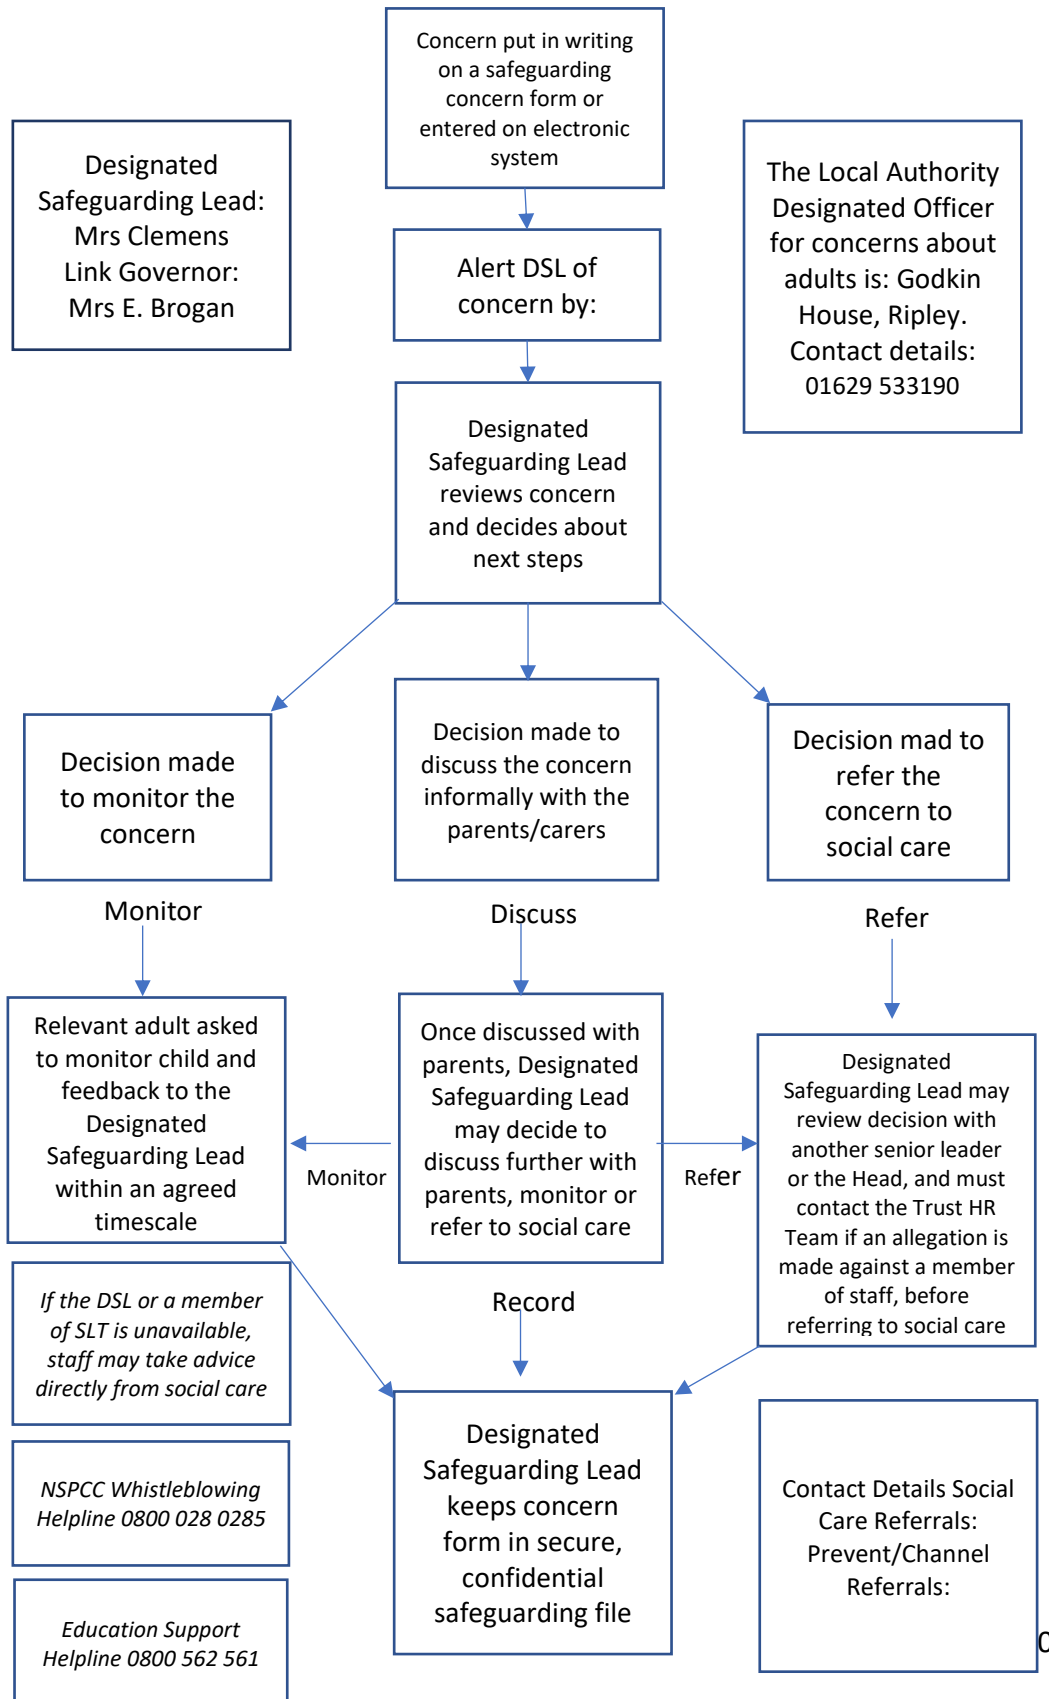 Concern put in writing
on a safeguarding
concern form or
entered on electronic
system
Designated
Safeguarding Lead:
Mrs Clemens
Link Governor:
Mrs E. Brogan
The Local Authority
Designated Officer
for concerns about
adults is: Godkin
House, Ripley.
Contact details:
01629 533190
Alert DSL of
concern by:
Designated
Safeguarding Lead
reviews concern
and decides about
next steps
Decision made
to monitor the
concern
Decision made to
discuss the concern
informally with the
parents/carers
Decision mad to
refer the
concern to
social care
Monitor
Discuss
Refer
Relevant adult asked
to monitor child and
feedback to the
Designated
Safeguarding Lead
within an agreed
timescale
Monitor
Once discussed with
parents, Designated
Safeguarding Lead
may decide to
discuss further with
parents, monitor or
refer to social care
Refer
Designated
Safeguarding Lead may
review decision with
another senior leader
or the Head, and must
contact the Trust HR
Team if an allegation is
made against a member
of staff, before
referring to social care
If the DSL or a member
of SLT is unavailable,
staff may take advice
directly from social care
Record
NSPCC Whistleblowing
Helpline 0800 028 0285
Designated
Safeguarding Lead
keeps concern
form in secure,
confidential
safeguarding file
Contact Details Social
Care Referrals:
Prevent/Channel
Referrals:
Education Support
Helpline 0800 562 561
0